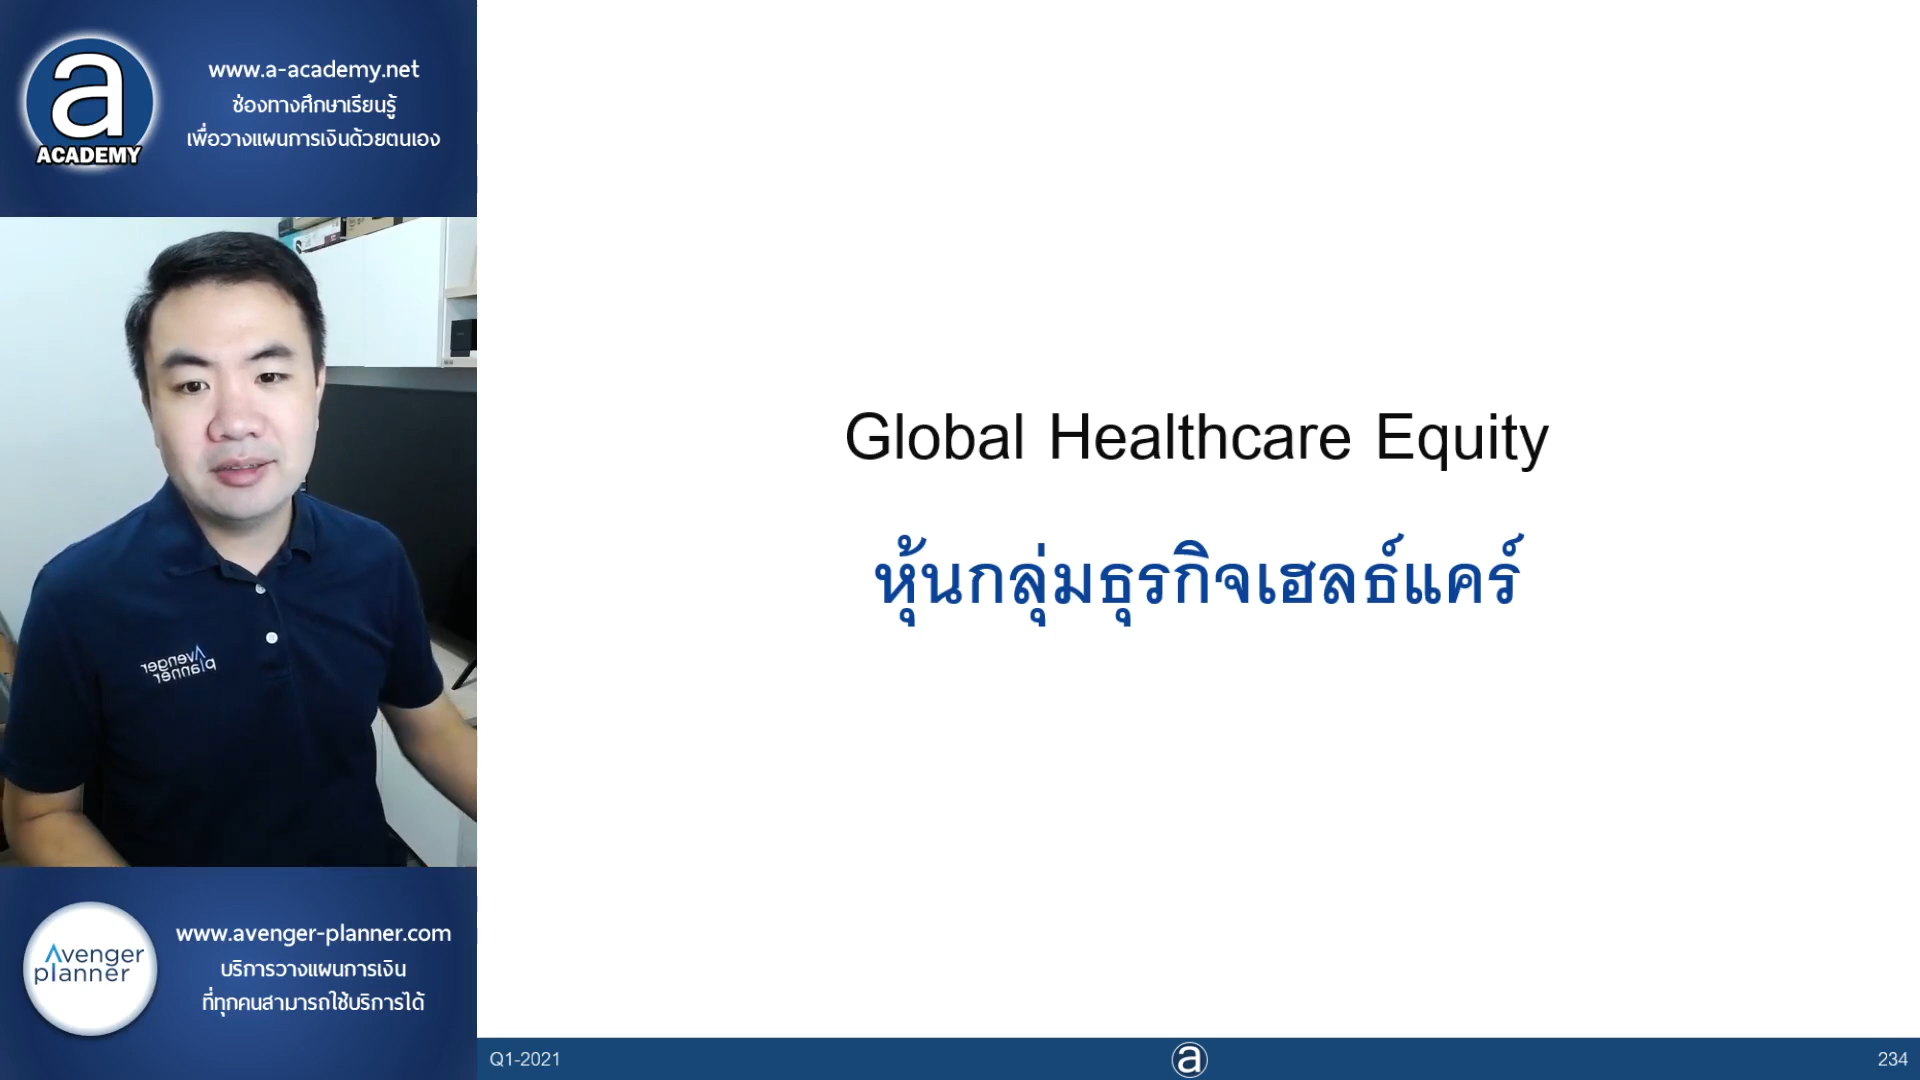 a
ACADEMY
www.a-academy.net
ช่องทางศึกษาเรียนรู้
เพื่อวางแผนการเงินด้วยตนเอง
Avenger
planner
Global Healthcare Equity
หุ้นกลุ่มธุรกิจเฮลธ์แคร์
Avenger
planner
www.avenger-planner.com
บริการวางแผนการเงิน
ที่ทุกคนสามารถใช้บริการได้
Q1-2021
a
234